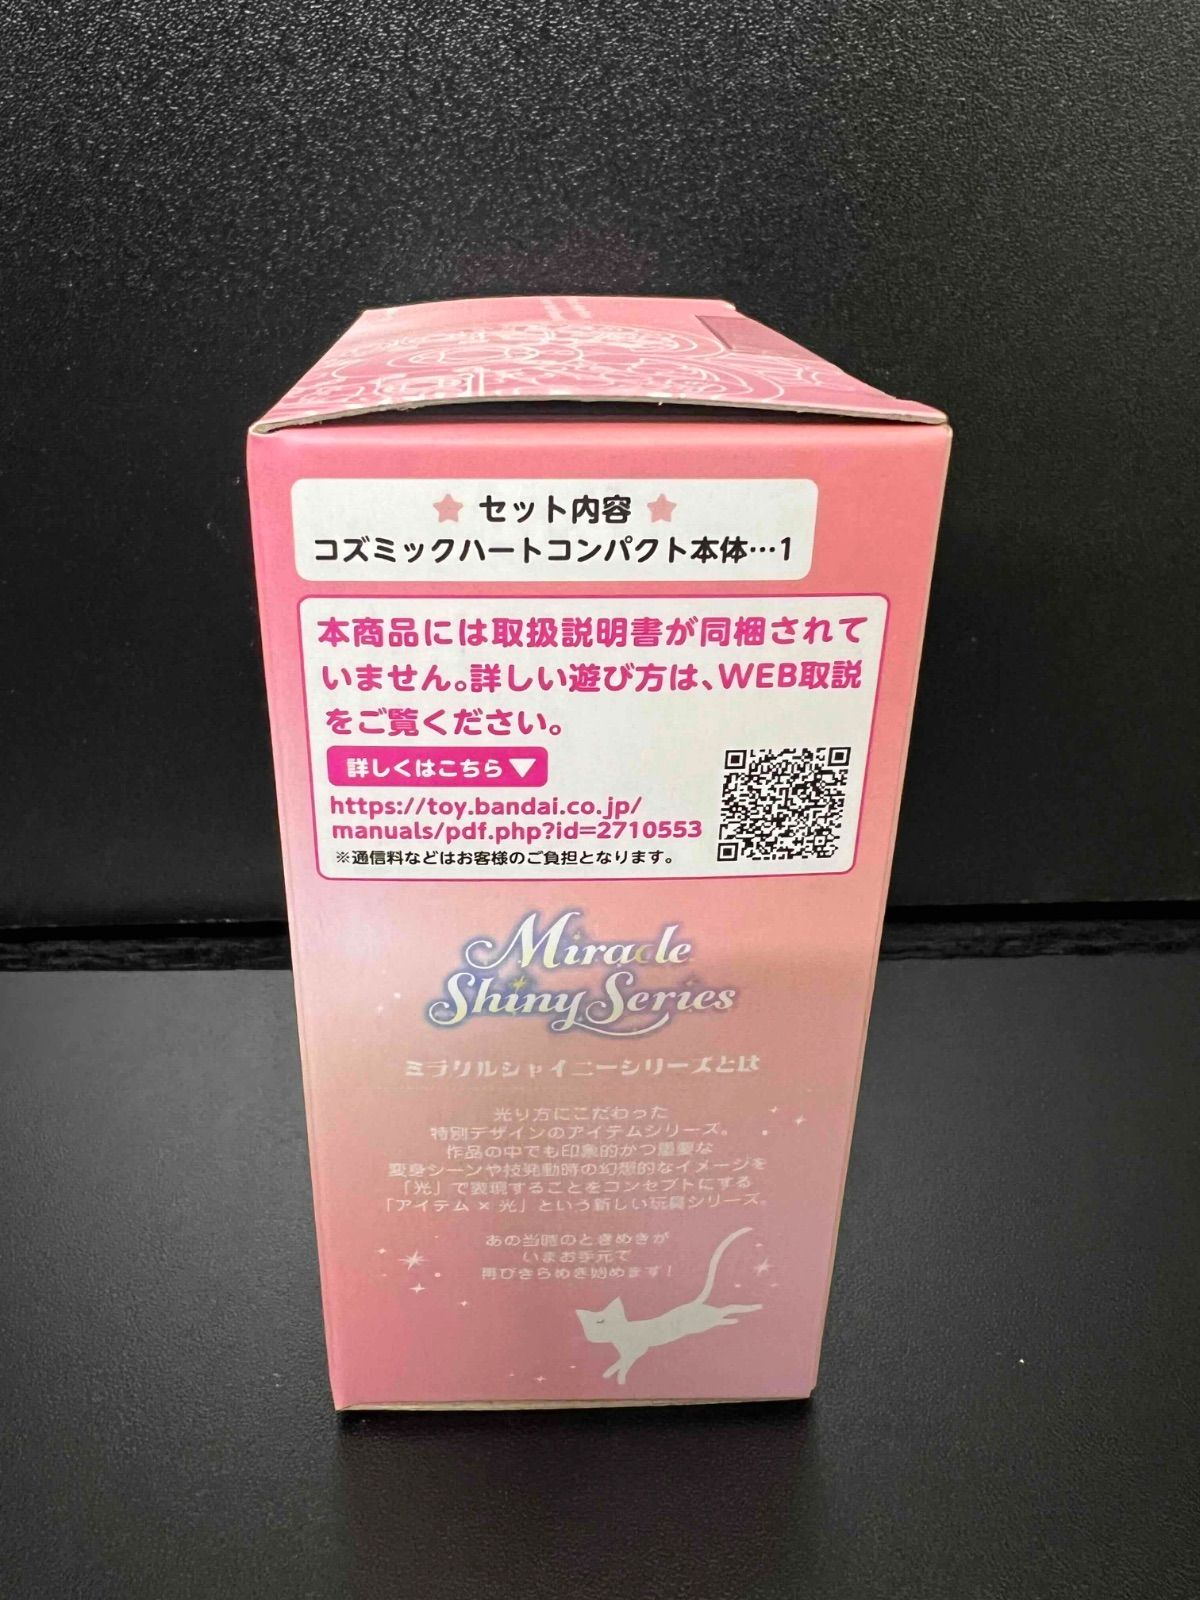 セット内容
コズミックハートコンパクト本体…1
本商品には取扱説明書が同梱されて
いません。詳しい遊び方は、WEB取説
をご覧ください。
詳しくはこちら▼
https://toy.bandai.co.jp/
manuals/pdf.php?id=2710553
※通信料などはお客様のご負担となります。
Miracle
Shiny Series
ミラクルシャイニーシリーズとは
光り方にこだわった
特別デザインのアイテムシリーズ。
作品の中でも印象的かつ重要な
変身シーンや技発動時の幻想的なイメージを
「光」で表現することをコンセプトにする
「アイテム×光」という新しい玩具シリーズ。
あの当時のときめきが
いまお手元で
再びきらめき始めます！